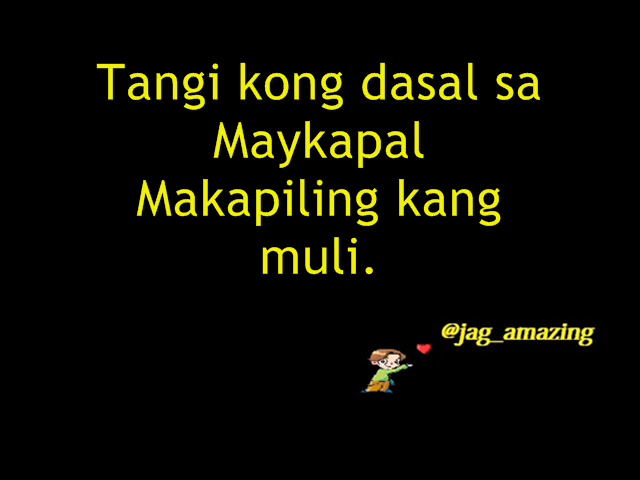 Tangi kong dasal sa
Maykapal
Makapiling kang
muli.
@jag_amazing